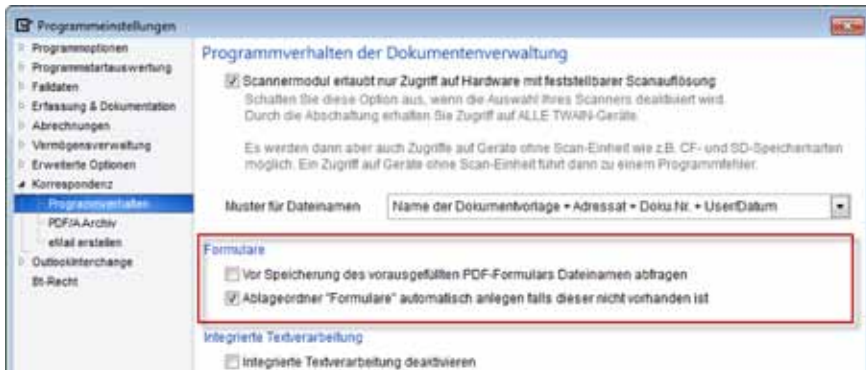 Programmeinstellungen
Programmoptionen
Programmstartauswertung
Falldaten
Erfassung & Dokumentation
Abrechnungen
Vermögensverwaltung
Erweiterte Optionen
Korrespondenz
Programmverhalten
PDF/A-Archiv
eMail erstellen
OutlookInterchange
Bt-Recht
Programmverhalten der Dokumentenverwaltung
Scannermodul erlaubt nur Zugriff auf Hardware mit feststellbarer Scanauflösung
Schalten Sie diese Option aus, wenn die Auswahl Ihres Scanners deaktiviert wird.
Durch die Abschaltung erhalten Sie Zugriff auf ALLE TWAIN-Geräte.
Es werden dann aber auch Zugriffe auf Geräte ohne Scan-Einheit wie z.B. CF- und SD-Speicherkarten
möglich. Ein Zugriff auf Geräte ohne Scan-Einheit führt dann zu einem Programmfehler.
Muster für Dateinamen Name der Dokumentvorlage + Adressat + Doku.Nr. + User/Datum
Formulare
Vor Speicherung des vorausgefüllten PDF-Formulars Dateinamen abfragen
Ablageordner "Formulare" automatisch anlegen falls dieser nicht vorhanden ist
Integrierte Textverarbeitung
Integrierte Textverarbeitung deaktivieren